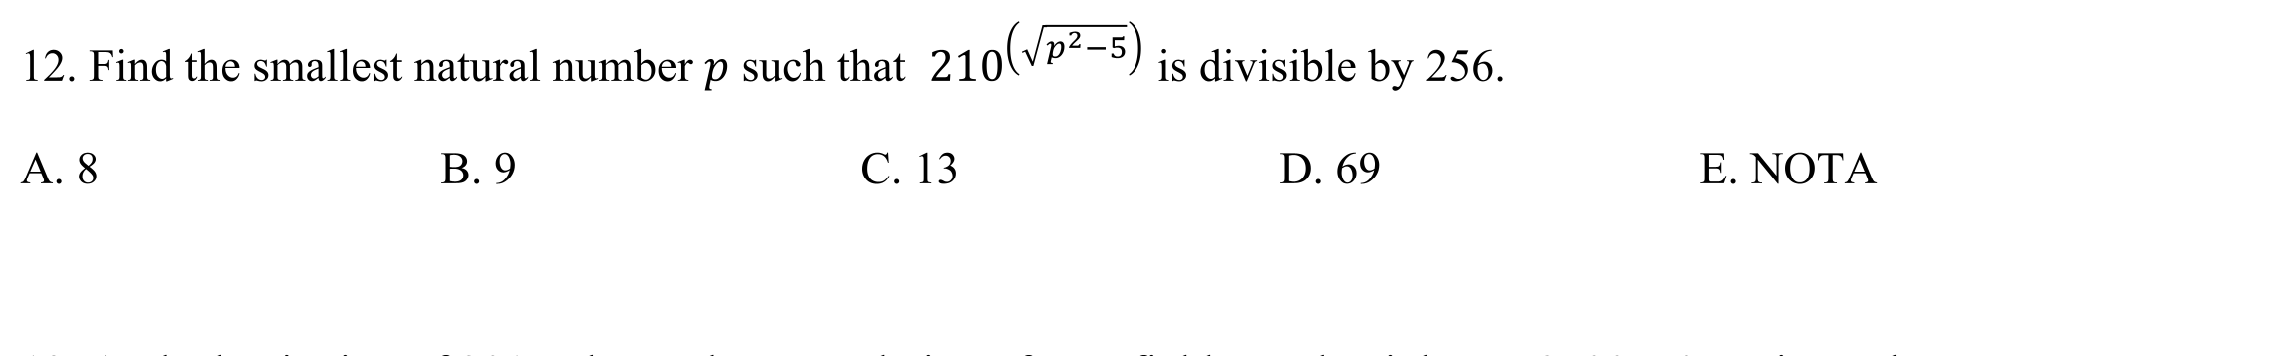 12. Find the smallest natural number p such that 210^(√(p²−5)) is divisible by 256.
A. 8 B. 9 C. 13 D. 69 E. NOTA